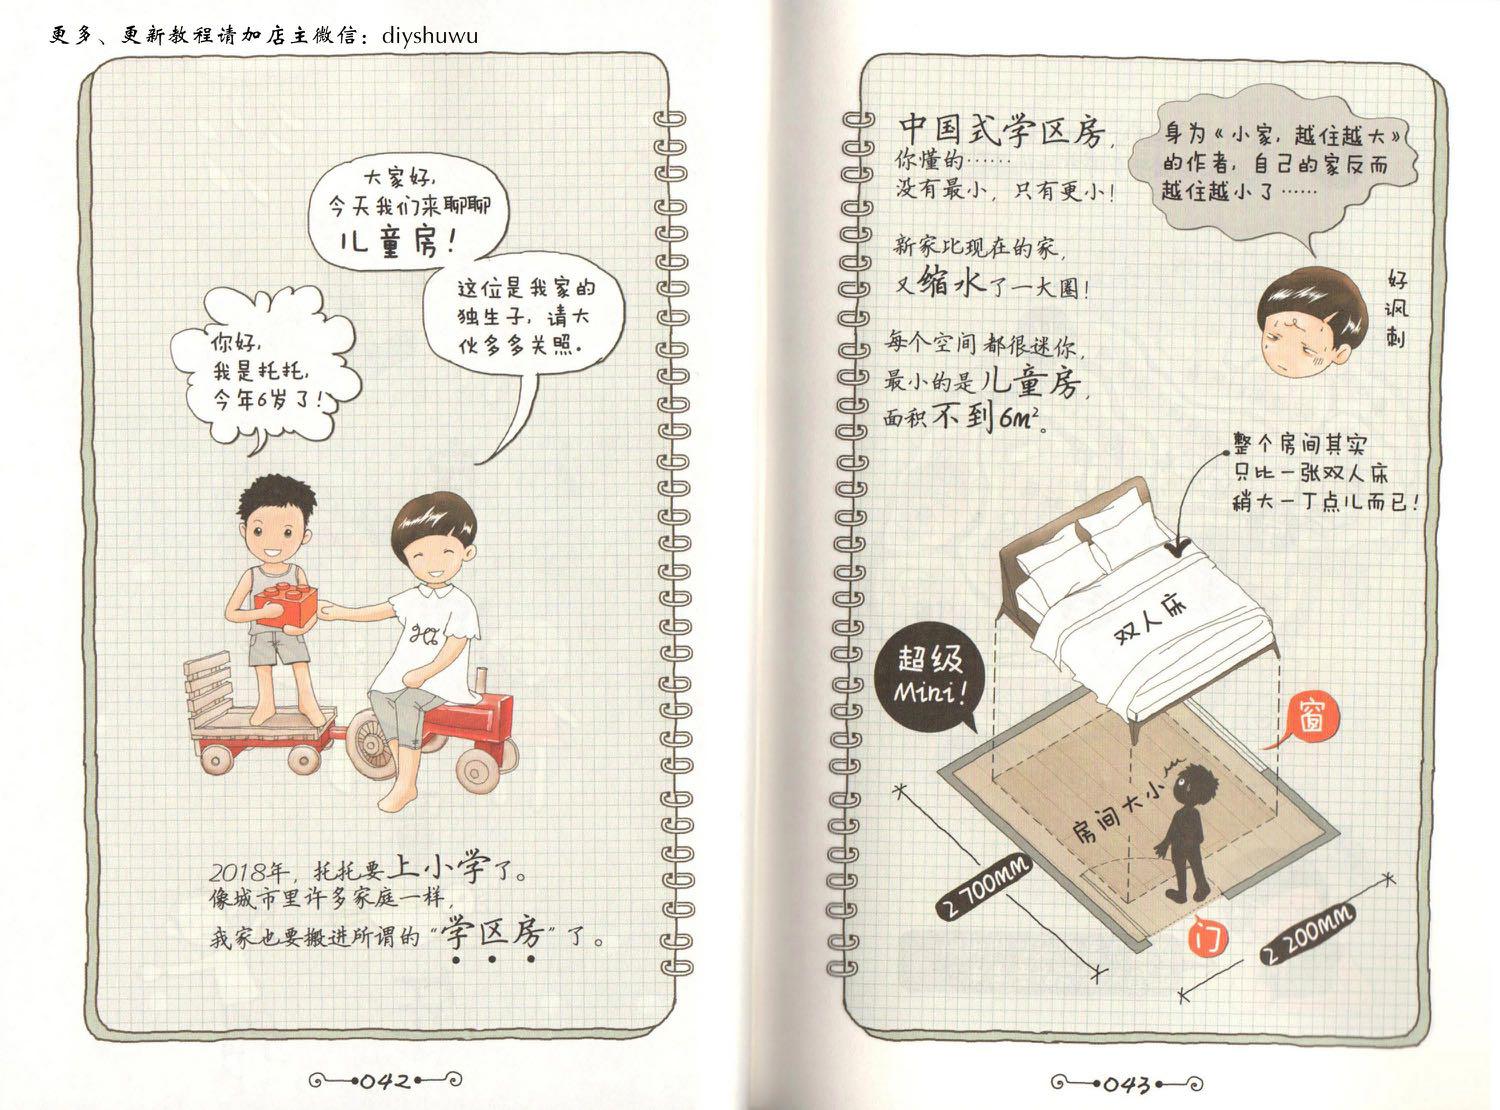 更多、更新教程请加店主微信：diyshuwu
大家好，
今天我们来聊聊
儿童房！
这位是我家的
独生子，请大
伙多多关照.
你好，
我是托托，
今年6岁了！
2018年，托托要上小学了。
像城市里许多家庭一样，
我家也要搬进所谓的“学区房”了。
042
中国式学区房，
你懂的……
没有最小，只有更小！
身为《小家，越住越大》
的作者，自己的家反而
越住越小了……
好讽刺
新家比现在的家，
又缩水了一大圈！
每个空间都很迷你，
最小的是儿童房，
面积不到6m²。
整个房间其实
只比一张双人床
稍大一丁点儿而已！
双人床
超级
Mini！
窗
房间大小
2 700MM
门
2 200MM
043